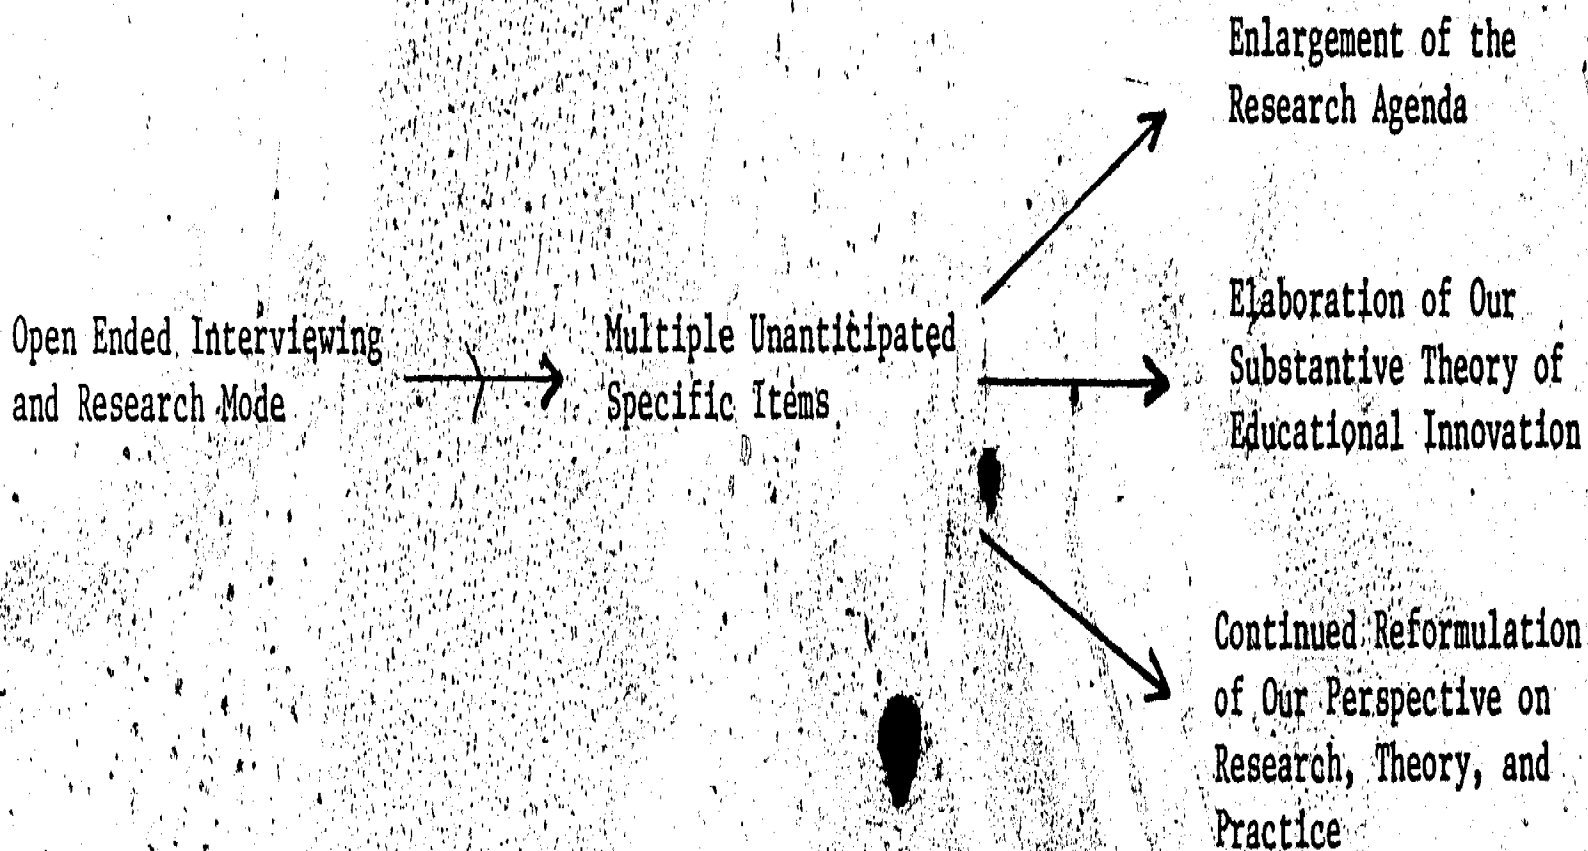 Enlargement of the
Research Agenda
Open Ended Interviewing
and Research Mode
Multiple Unanticipated
Specific Items
Elaboration of Our
Substantive Theory of
Educational Innovation
Continued Reformulation
of Our Perspective on
Research, Theory, and
Practice